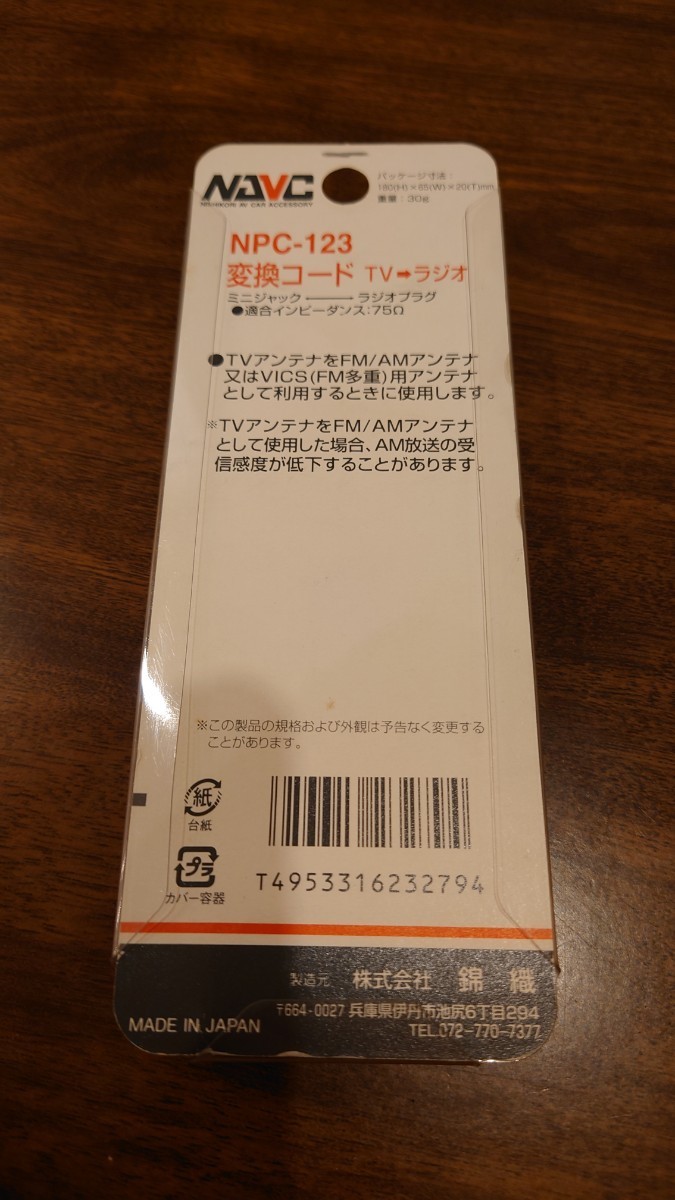 NAVC
NISHIKORI IN CAR ACCESSORY
パッケージ寸法:
180(H)×65(W)×20(T)mm
重量:30g
NPC-123
変換コード TV➡ラジオ
ミニジャック ←→ ラジオプラグ
●適合インピーダンス:75Ω
●TVアンテナをFM/AMアンテナ
又はVICS(FM多重)用アンテナ
として利用するときに使用します。
※TVアンテナをFM/AMアンテナ
として使用した場合、AM放送の受
信感度が低下することがあります。
※この製品の規格および外観は予告なく変更する
ことがあります。
紙
台紙
プラ
カバー容器
T4953316232794
製造元 株式会社 錦織
〒664-0027 兵庫県伊丹市池尻6丁目294
MADE IN JAPAN
TEL.072-770-7377